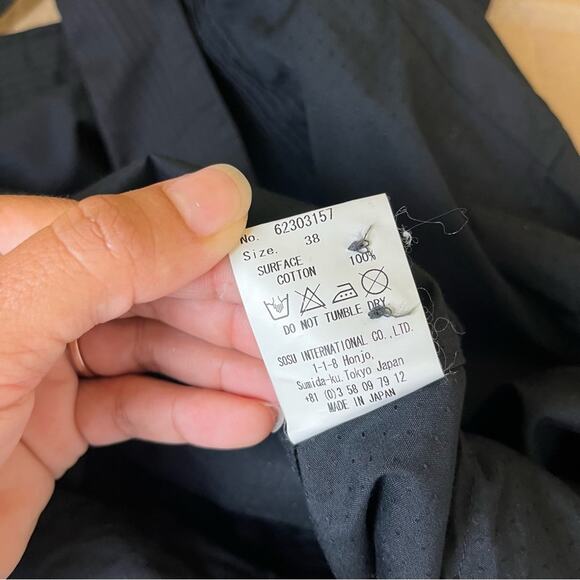 No. 62303157
Size. 38
SURFACE
COTTON 100%
DO NOT TUMBLE DRY
SOSU INTERNATIONAL CO., LTD.
1-1-8 Honjo,
Sumida-ku, Tokyo Japan
+81 (0)3 58 09 79 12
MADE IN JAPAN